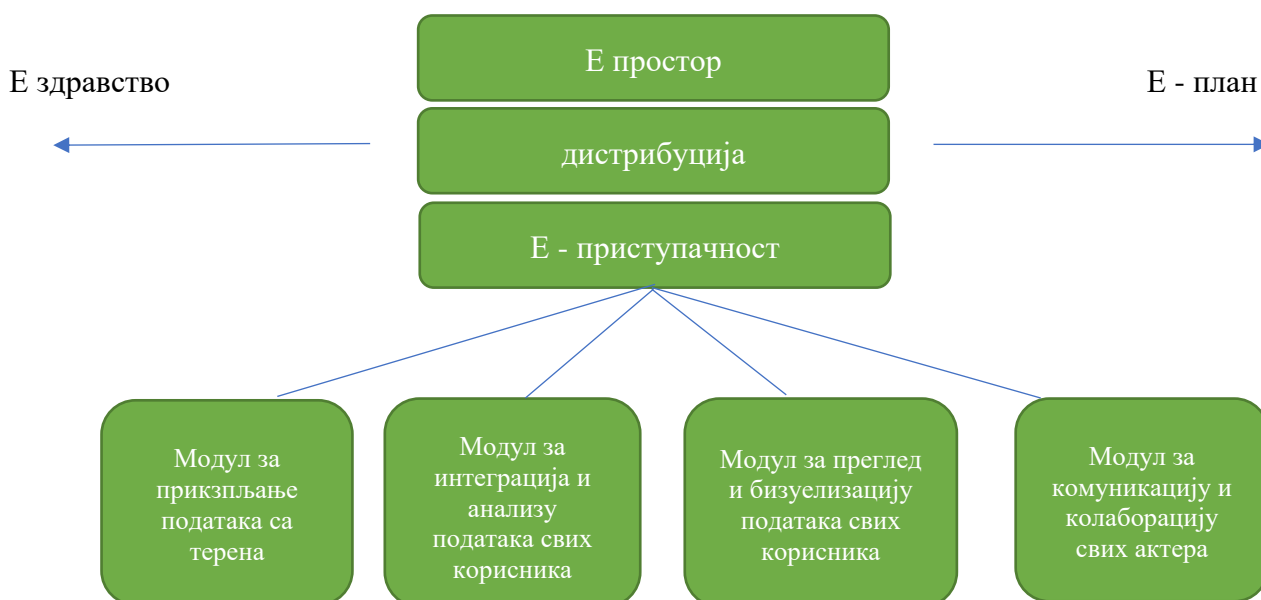 Е простор
Е здравство
Е - план
дистрибуција
Е - приступачност
Модул за
прикзпљање
података са
терена
Модул за
интеграција и
анализу
података свих
корисника
Модул за преглед
и бизуелизацију
података свих
корисника
Модул за
комуникацију и
колаборацију
свих актера